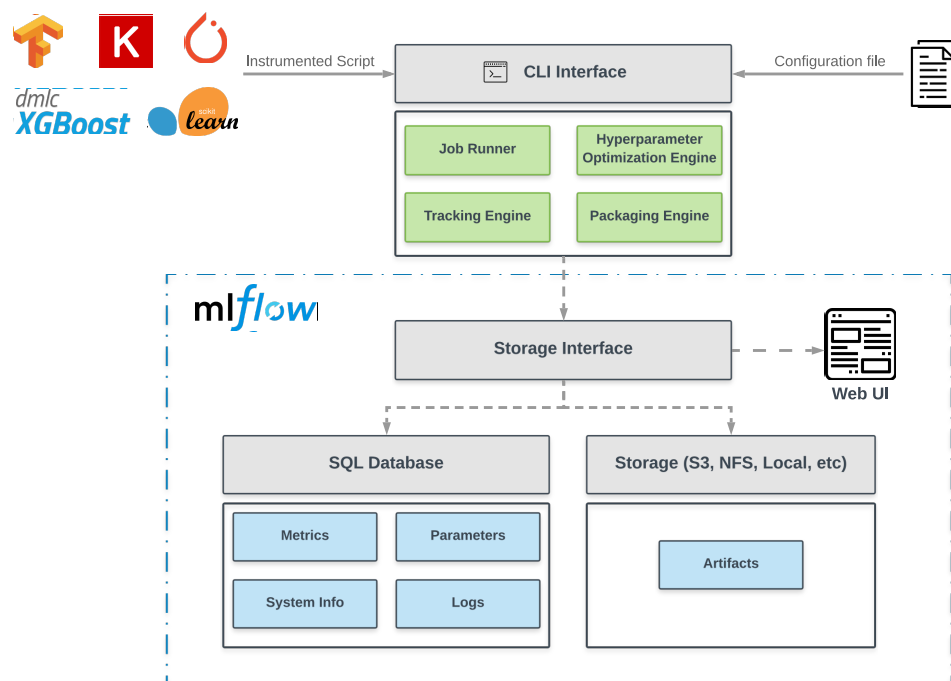 K
Instrumented Script
CLI Interface
Configuration file
dmlc
XGBoost
scikit
learn
Job Runner
Hyperparameter
Optimization Engine
Tracking Engine
Packaging Engine
mlflow
Storage Interface
Web UI
SQL Database
Storage (S3, NFS, Local, etc)
Metrics
Parameters
Artifacts
System Info
Logs